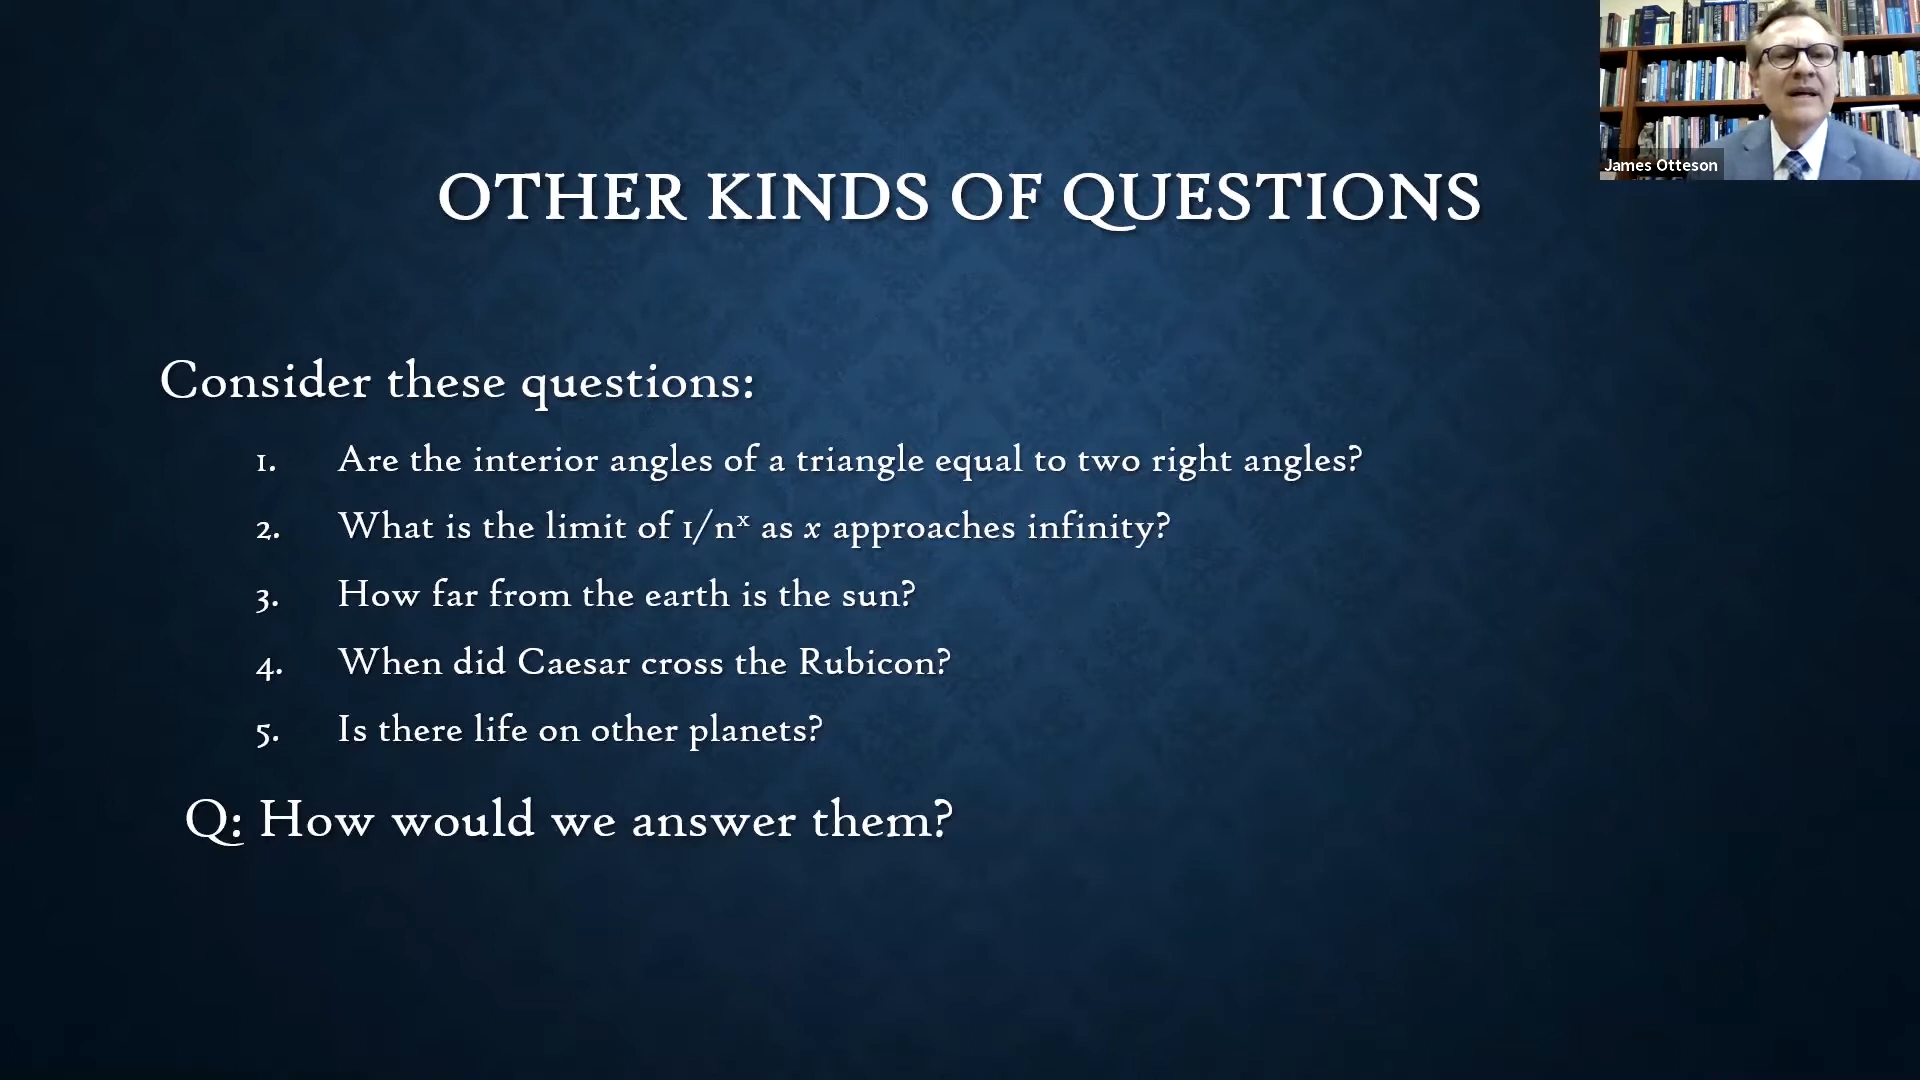 OTHER KINDS OF QUESTIONS
James Otteson
Consider these questions:
1. Are the interior angles of a triangle equal to two right angles?
2. What is the limit of 1/nˣ as x approaches infinity?
3. How far from the earth is the sun?
4. When did Caesar cross the Rubicon?
5. Is there life on other planets?
Q: How would we answer them?